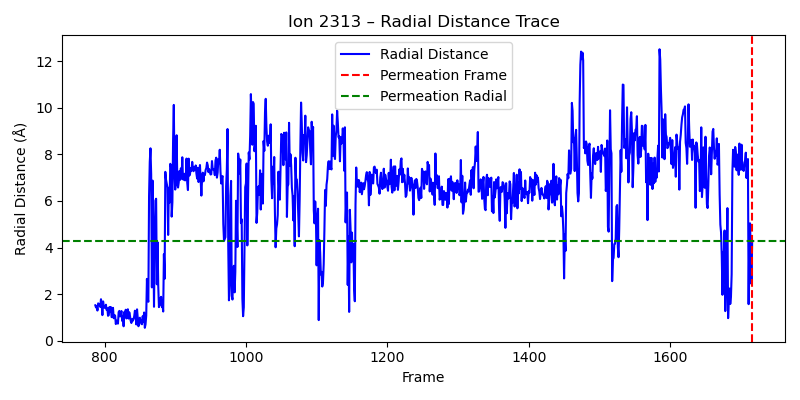 Ion 2313 – Radial Distance Trace
Radial Distance
Permeation Frame
Permeation Radial
Radial Distance (Å)
12
10
8
6
4
2
0
800
1000
1200
1400
1600
Frame